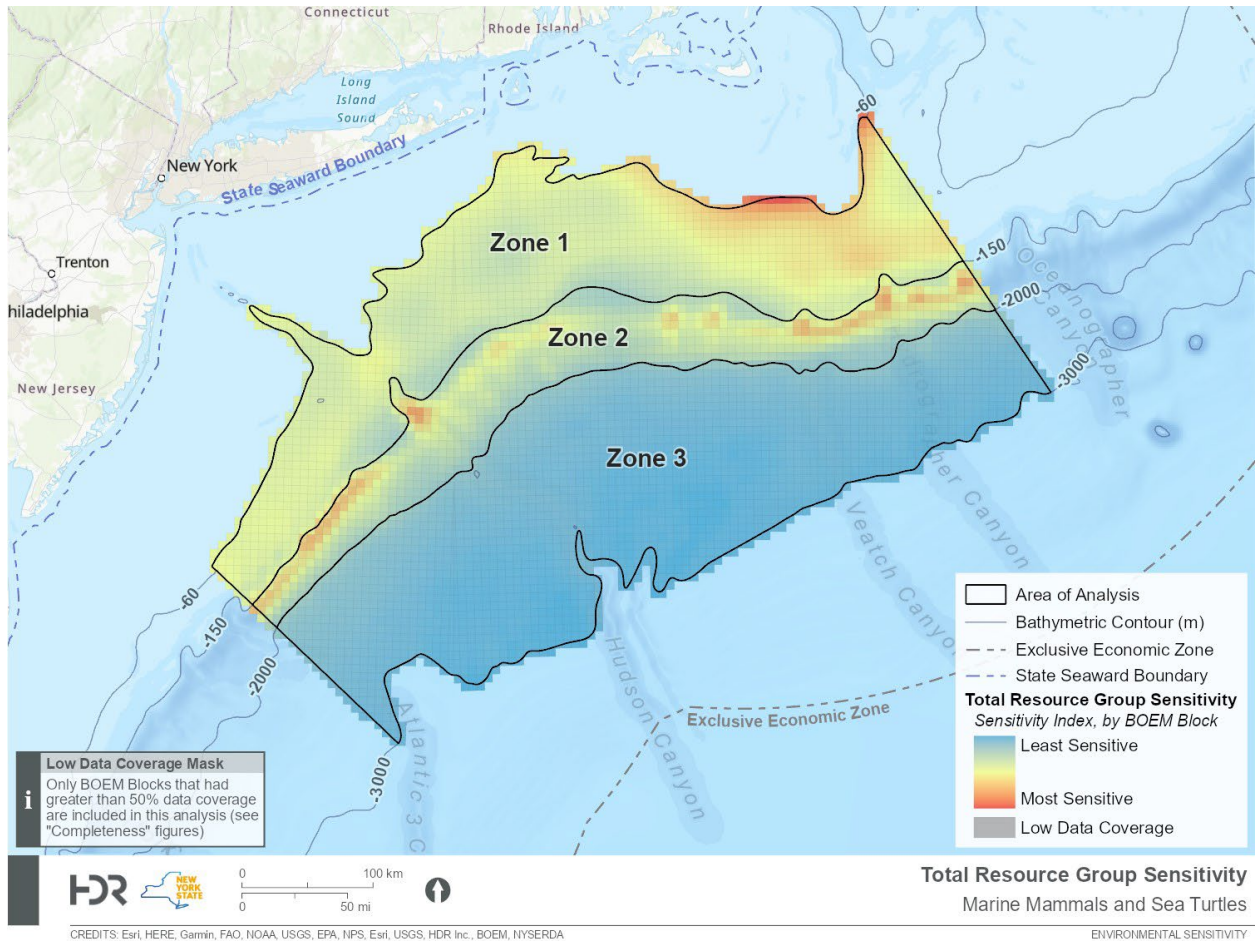 Connecticut
Rhode Island
Long
Island
Sound
New York
State Seaward Boundary
Trenton
hiladelphia
New Jersey
-60
Zone 1
-150
Oceanographer
Canyon
-2000
Zone 2
-3000
Zone 3
her Canyon
Veatch Canyon
Hudson Canyon
Exclusive Economic Zone
Atlantic 3 C
-60
-150
-2000
-3000
Area of Analysis
Bathymetric Contour (m)
Exclusive Economic Zone
State Seaward Boundary
Total Resource Group Sensitivity
Sensitivity Index, by BOEM Block
Least Sensitive
Most Sensitive
Low Data Coverage
i
Low Data Coverage Mask
Only BOEM Blocks that had
greater than 50% data coverage
are included in this analysis (see
"Completeness" figures)
HDR
NEW
YORK
STATE
0 100 km
0 50 mi
Total Resource Group Sensitivity
Marine Mammals and Sea Turtles
CREDITS: Esri, HERE, Garmin, FAO, NOAA, USGS, EPA, NPS, Esri, USGS, HDR Inc., BOEM, NYSERDA
ENVIRONMENTAL SENSITIVITY